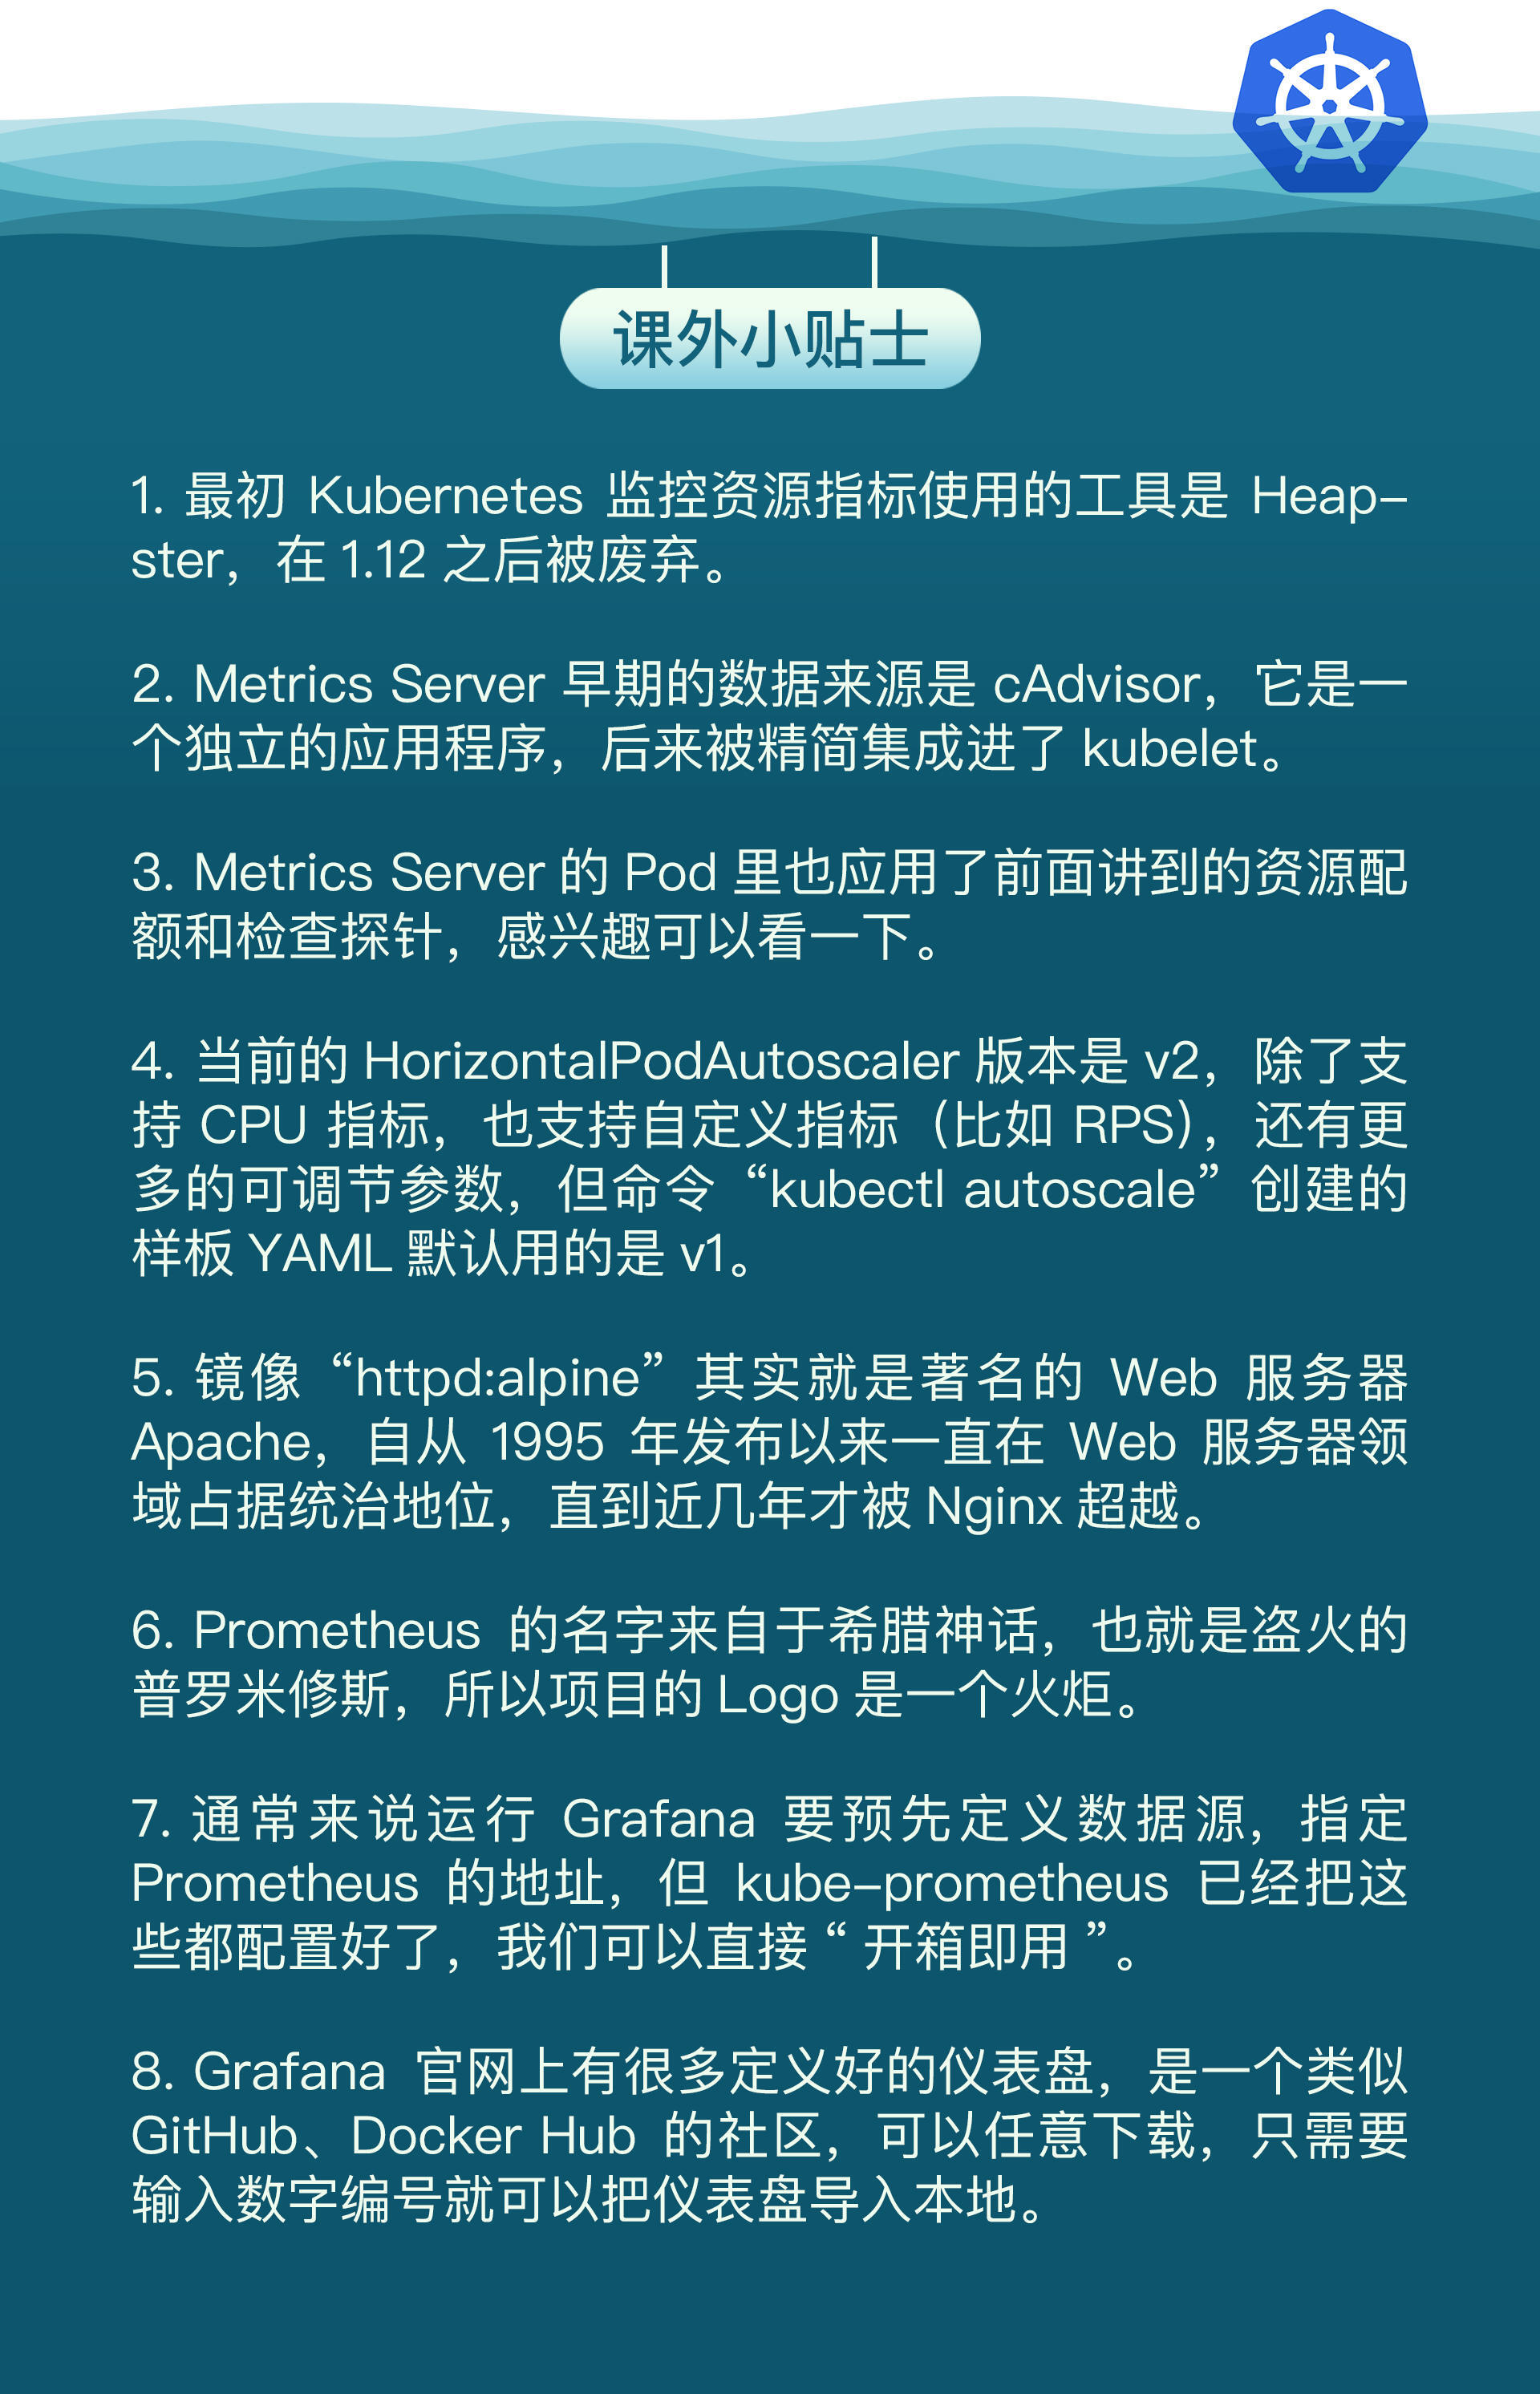 课外小贴士
1. 最初 Kubernetes 监控资源指标使用的工具是 Heap-
ster，在 1.12 之后被废弃。
2. Metrics Server 早期的数据来源是 cAdvisor，它是一
个独立的应用程序，后来被精简集成进了 kubelet。
3. Metrics Server 的 Pod 里也应用了前面讲到的资源配
额和检查探针，感兴趣可以看一下。
4. 当前的 HorizontalPodAutoscaler 版本是 v2，除了支
持 CPU 指标，也支持自定义指标（比如 RPS），还有更
多的可调节参数，但命令“kubectl autoscale”创建的
样板 YAML 默认用的是 v1。
5. 镜像“httpd:alpine”其实就是著名的 Web 服务器
Apache，自从 1995 年发布以来一直在 Web 服务器领
域占据统治地位，直到近几年才被 Nginx 超越。
6. Prometheus 的名字来自于希腊神话，也就是盗火的
普罗米修斯，所以项目的 Logo 是一个火炬。
7. 通常来说运行 Grafana 要预先定义数据源，指定
Prometheus 的地址，但 kube-prometheus 已经把这
些都配置好了，我们可以直接“ 开箱即用 ”。
8. Grafana 官网上有很多定义好的仪表盘，是一个类似
GitHub、Docker Hub 的社区，可以任意下载，只需要
输入数字编号就可以把仪表盘导入本地。